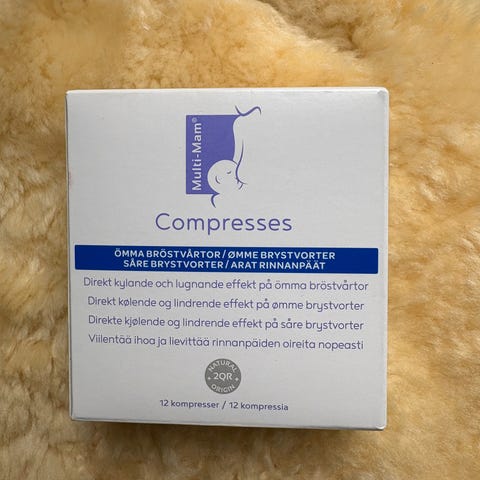 Multi-Mam®
Compresses
ÖMMA BRÖSTVÅRTOR / ØMME BRYSTVORTER
SÅRE BRYSTVORTER / ARAT RINNANPÄÄT
Direkt kylande och lugnande effekt på ömma bröstvårtor
Direkt kølende og lindrende effekt på ømme brystvorter
Direkte kjølende og lindrende effekt på såre brystvorter
Viilentää ihoa ja lievittää rinnanpäiden oireita nopeasti
NATURAL
2QR
ORIGIN
12 kompresser / 12 kompressia